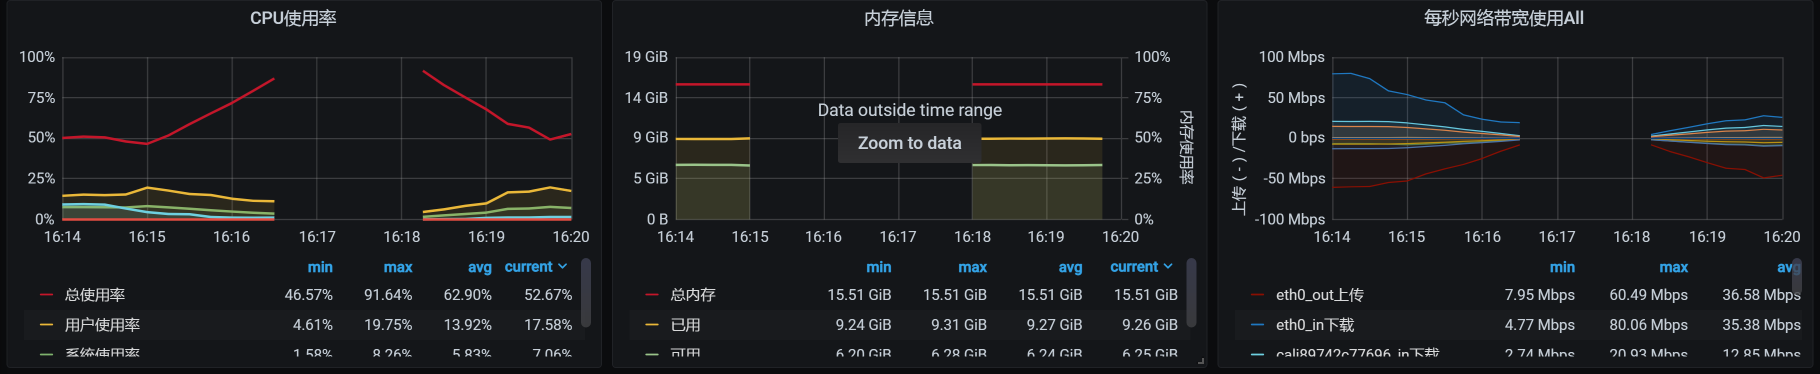 CPU使用率
100%
75%
50%
25%
0%
16:14 16:15 16:16 16:17 16:18 16:19 16:20
min max avg current
总使用率 46.57% 91.64% 62.90% 52.67%
用户使用率 4.61% 19.75% 13.92% 17.58%
系统使用率 1.58% 8.26% 5.83% 7.06%
内存信息
19 GiB 100%
14 GiB 75%
9 GiB 50%
5 GiB 25%
0 B 0%
内存使用率
Data outside time range
Zoom to data
16:14 16:15 16:16 16:17 16:18 16:19 16:20
min max avg current
总内存 15.51 GiB 15.51 GiB 15.51 GiB 15.51 GiB
已用 9.24 GiB 9.31 GiB 9.27 GiB 9.26 GiB
可用 6.20 GiB 6.28 GiB 6.24 GiB 6.25 GiB
每秒网络带宽使用All
上传 ( - ) /下载 ( + )
100 Mbps
50 Mbps
0 bps
-50 Mbps
-100 Mbps
16:14 16:15 16:16 16:17 16:18 16:19 16:20
min max avg
eth0_out上传 7.95 Mbps 60.49 Mbps 36.58 Mbps
eth0_in下载 4.77 Mbps 80.06 Mbps 35.38 Mbps
cali89742c77696_in下载 2.74 Mbps 20.93 Mbps 12.85 Mbps